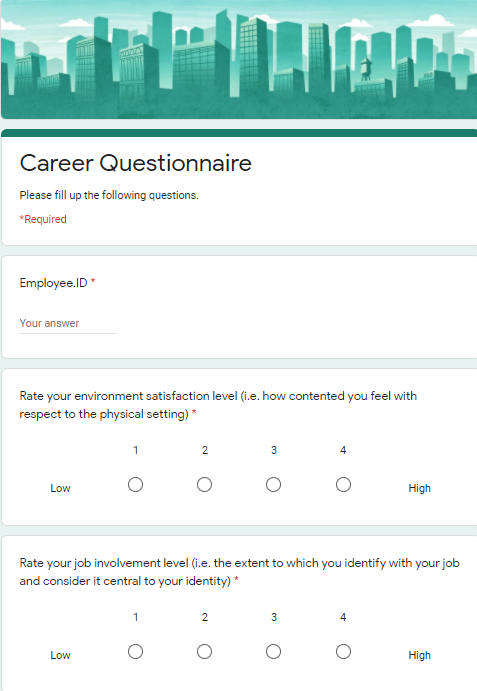 Career Questionnaire
Please fill up the following questions.
*Required
Employee.ID *
Your answer
Rate your environment satisfaction level (i.e. how contented you feel with
respect to the physical setting) *
1 2 3 4
Low High
Rate your job involvement level (i.e. the extent to which you identify with your job
and consider it central to your identity) *
1 2 3 4
Low High